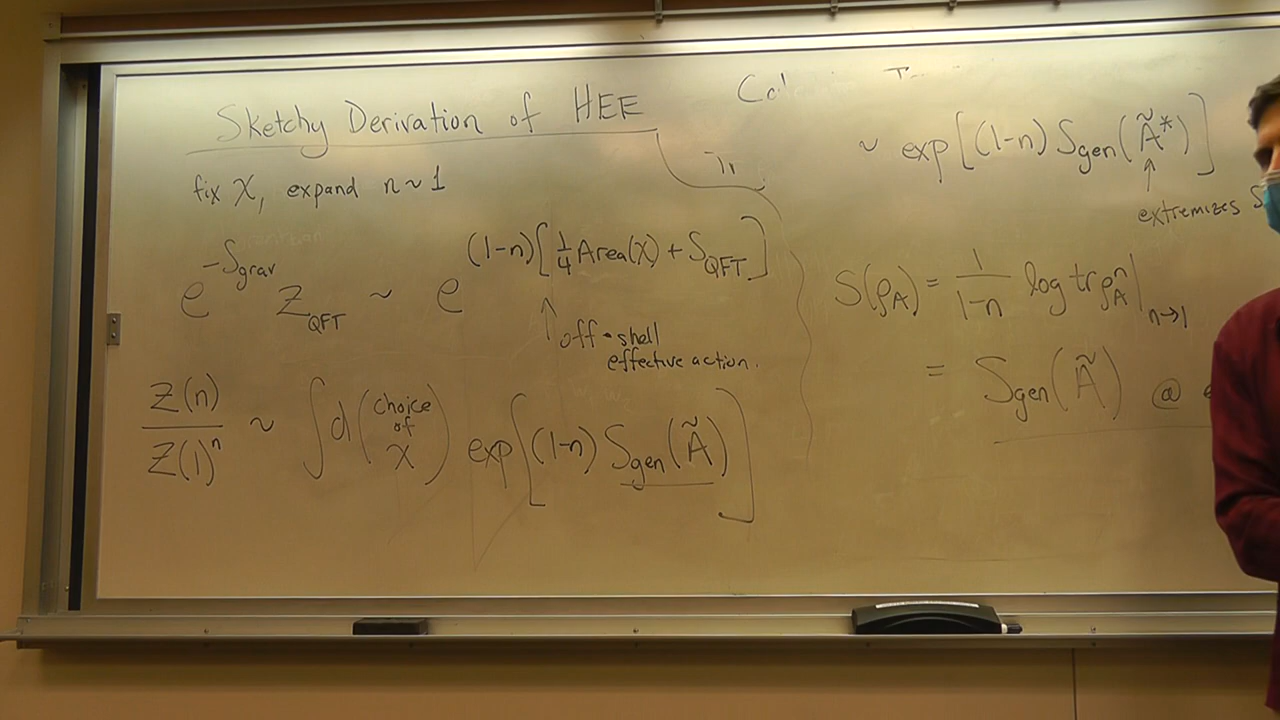 Sketchy Derivation of HEE
fix χ, expand n ~ 1
e^{-S_grav} Z_QFT ~ e^{(1-n)[¼ Area(χ) + S_QFT]}
↑ off-shell
effective action.
Z(n)/Z(1)^n ~ ∫d(choice of χ) exp[(1-n) S_gen(Ã)]
~ exp[(1-n) S_gen(Ã*)]
↑
extremizes S
S(ρ_A) = 1/(1-n) log tr ρ_A^n |_{n→1}
= S_gen(Ã) @